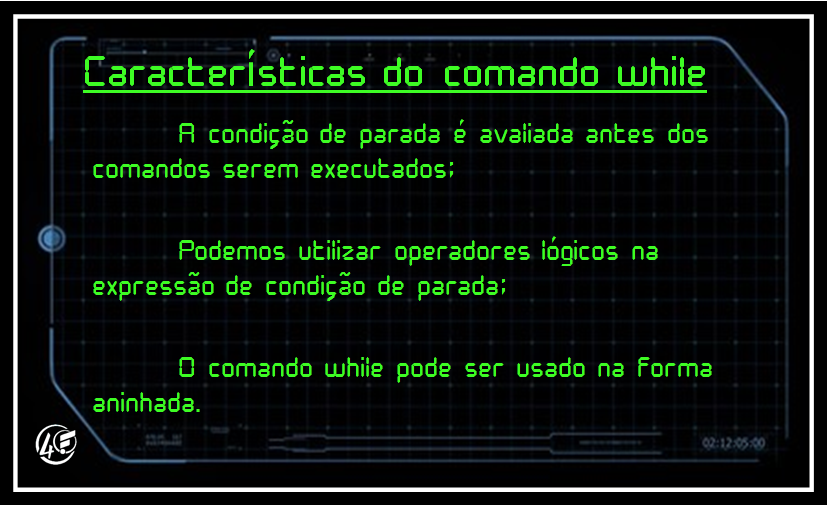 Características do comando while
A condição de parada é avaliada antes dos
comandos serem executados;
Podemos utilizar operadores lógicos na
expressão de condição de parada;
O comando while pode ser usado na forma
aninhada.
4F
02:12:05:00